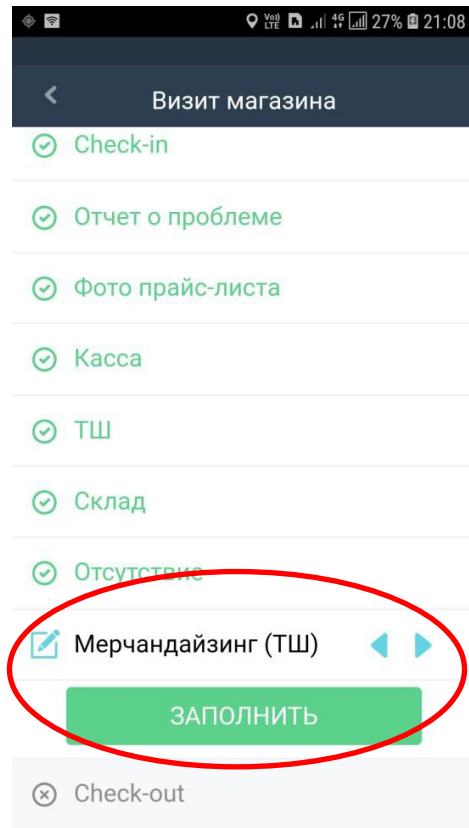 Vo))
LTE
4G
27%
21:08
Визит магазина
Check-in
Отчет о проблеме
Фото прайс-листа
Касса
ТШ
Склад
Отсутствие
Мерчандайзинг (ТШ)
ЗАПОЛНИТЬ
Check-out